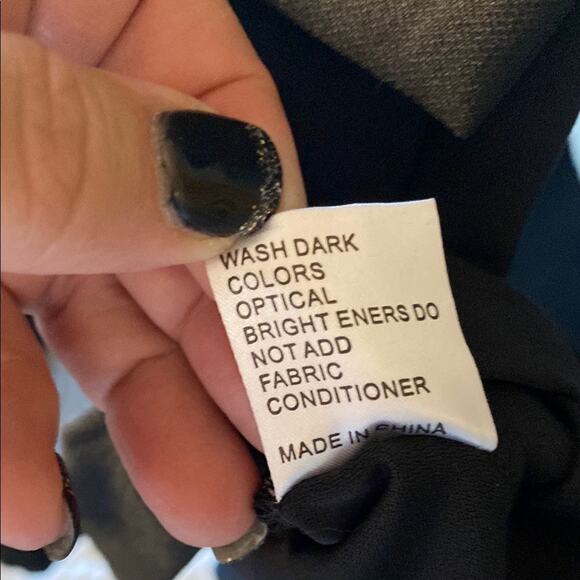 WASH DARK
COLORS
OPTICAL
BRIGHT ENERS DO
NOT ADD
FABRIC
CONDITIONER
MADE IN CHINA